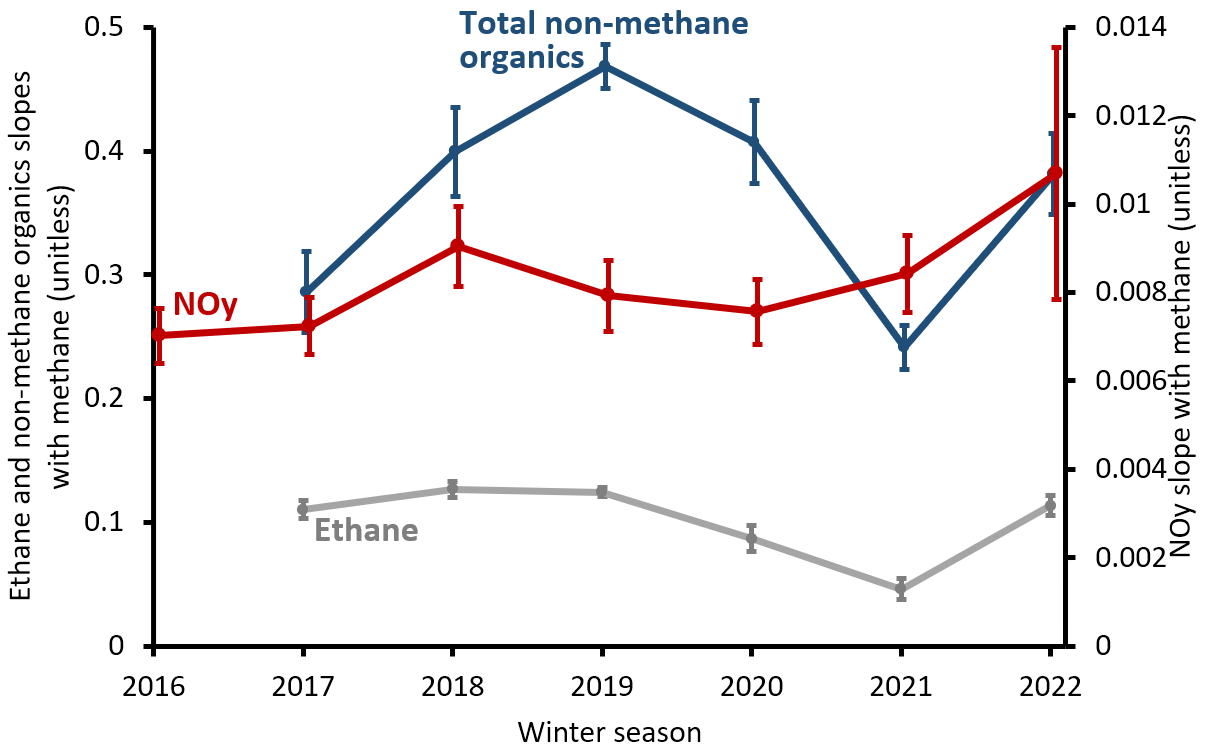 Total non-methane
organics
0.5
0.4
0.3
0.2
0.1
0
0.014
0.012
0.01
0.008
0.006
0.004
0.002
0
Ethane and non-methane organics slopes
with methane (unitless)
NOy slope with methane (unitless)
NOy
Ethane
2016 2017 2018 2019 2020 2021 2022
Winter season